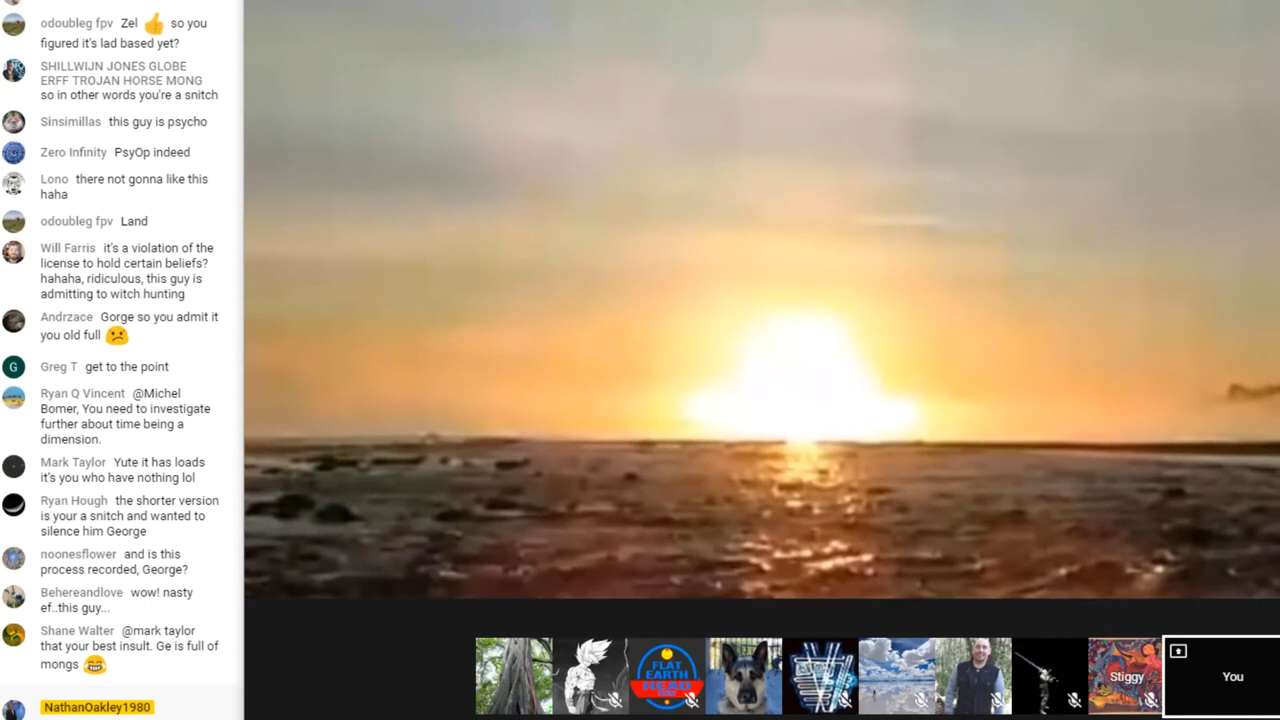 odoubleg fpv Zel 👍 so you
figured it's lad based yet?
SHILLWIJN JONES GLOBE
ERFF TROJAN HORSE MONG
so in other words you're a snitch
Sinsimillas this guy is psycho
Zero Infinity PsyOp indeed
Lono there not gonna like this
haha
odoubleg fpv Land
Will Farris it's a violation of the
license to hold certain beliefs?
hahaha, ridiculous, this guy is
admitting to witch hunting
Andrzace Gorge so you admit it
you old full 😕
G
Greg T get to the point
Ryan Q Vincent @Michel
Bomer, You need to investigate
further about time being a
dimension.
Mark Taylor Yute it has loads
it's you who have nothing lol
Ryan Hough the shorter version
is your a snitch and wanted to
silence him George
noonesflower and is this
process recorded, George?
Behereandlove wow! nasty
ef..this guy...
Shane Walter @mark taylor
that your best insult. Ge is full of
mongs 😂
NathanOakley1980
FLAT
EARTH
HEAD
Stiggy
You